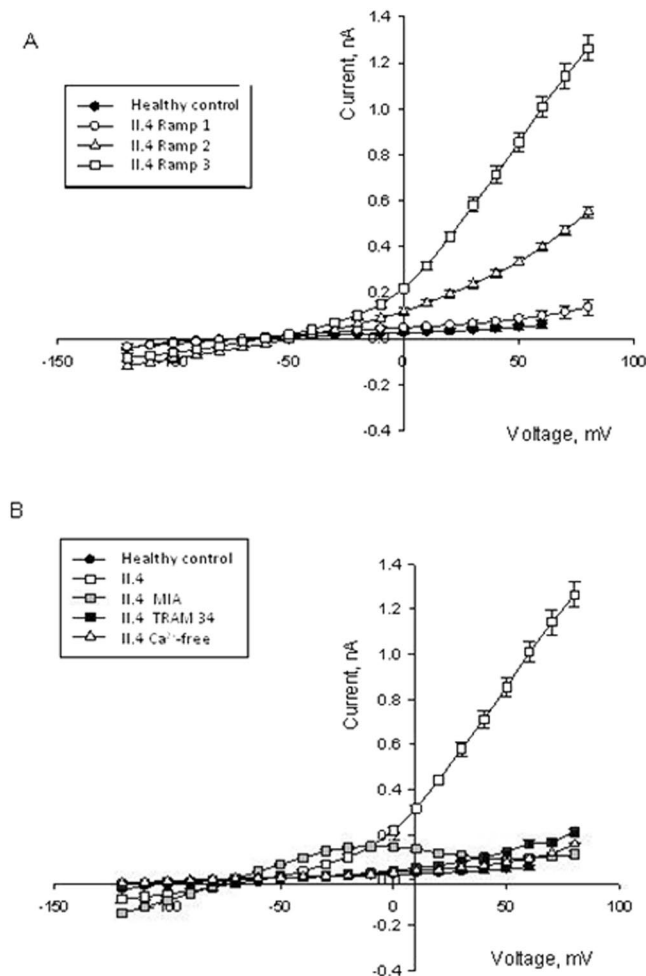 A
Healthy control
II.4 Ramp 1
II.4 Ramp 2
II.4 Ramp 3
Current, nA
1.4
1.2
1.0
0.8
0.6
0.4
0.2
0.0
-0.2
-0.4
-150
-100
-50
0
50
100
Voltage, mV
B
Healthy control
II.4
II.4 MIA
II.4 TRAM 34
II.4 Ca²⁺-free
Current, nA
1.4
1.2
1.0
0.8
0.6
0.4
0.2
-0.2
-0.4
-150
-100
-50
0
50
100
Voltage, mV